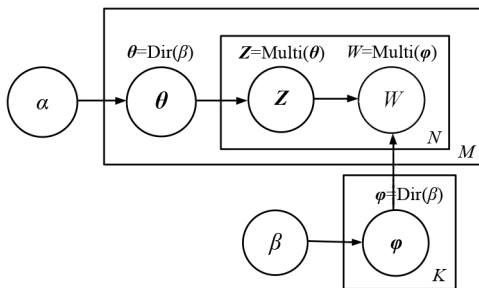 θ=Dir(β)
Z=Multi(θ) W=Multi(φ)
α θ Z W
N
M
φ=Dir(β)
β φ
K